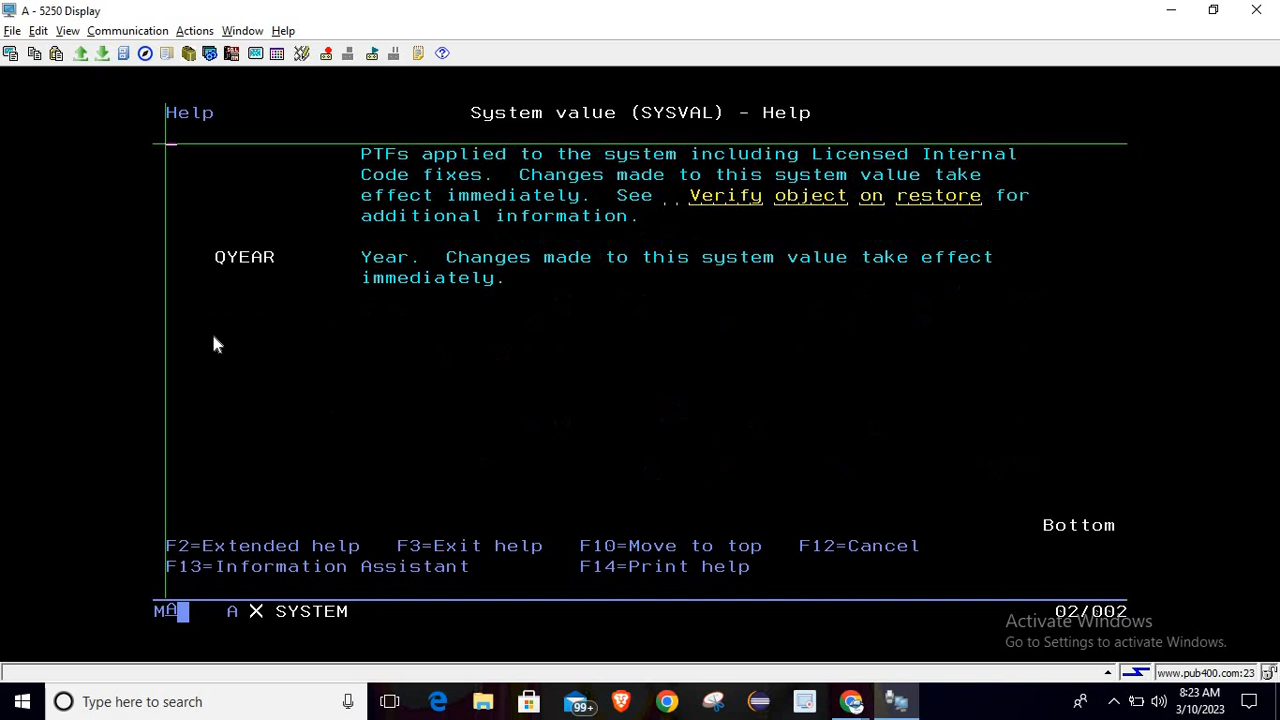 A - 5250 Display
File Edit View Communication Actions Window Help
Help System value (SYSVAL) - Help
PTFs applied to the system including Licensed Internal
Code fixes. Changes made to this system value take
effect immediately. See Verify object on restore for
additional information.
QYEAR Year. Changes made to this system value take effect
immediately.
Bottom
F2=Extended help F3=Exit help F10=Move to top F12=Cancel
F13=Information Assistant F14=Print help
MA A X SYSTEM 02/002
Activate Windows
Go to Settings to activate Windows.
www.pub400.com:23
Type here to search 99+ 8:23 AM
3/10/2023